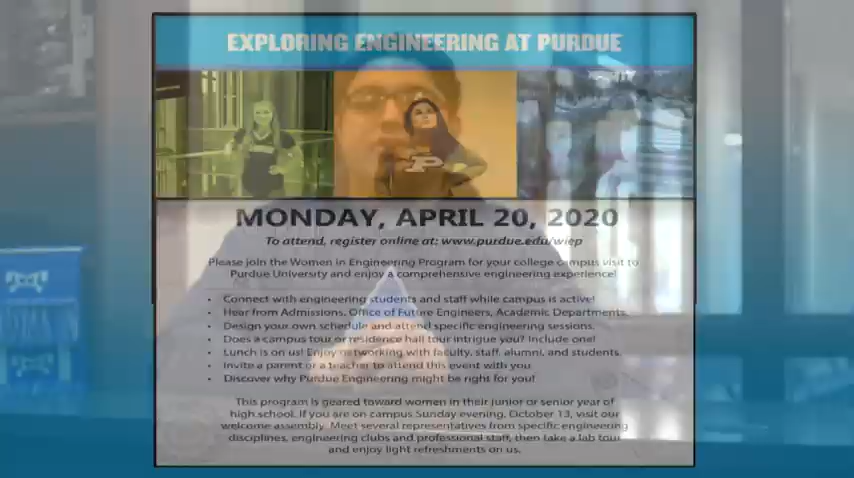 EXPLORING ENGINEERING AT PURDUE
P
MONDAY, APRIL 20, 2020
To attend, register online at: www.purdue.edu/wiep
Please join the Women in Engineering Program for your college campus visit to
Purdue University and enjoy a comprehensive engineering experience!
• Connect with engineering students and staff while campus is active!
• Hear from Admissions, Office of Future Engineers, Academic Departments.
• Design your own schedule and attend specific engineering sessions.
• Does a campus tour or residence hall tour intrigue you? Include one!
• Lunch is on us! Enjoy networking with faculty, staff, alumni, and students.
• Invite a parent or a teacher to attend this event with you.
• Discover why Purdue Engineering might be right for you!
This program is geared toward women in their junior or senior year of
high school. If you are on campus Sunday evening, October 13, visit our
welcome assembly. Meet several representatives from specific engineering
disciplines, engineering clubs and professional staff, then take a lab tour
and enjoy light refreshments on us.